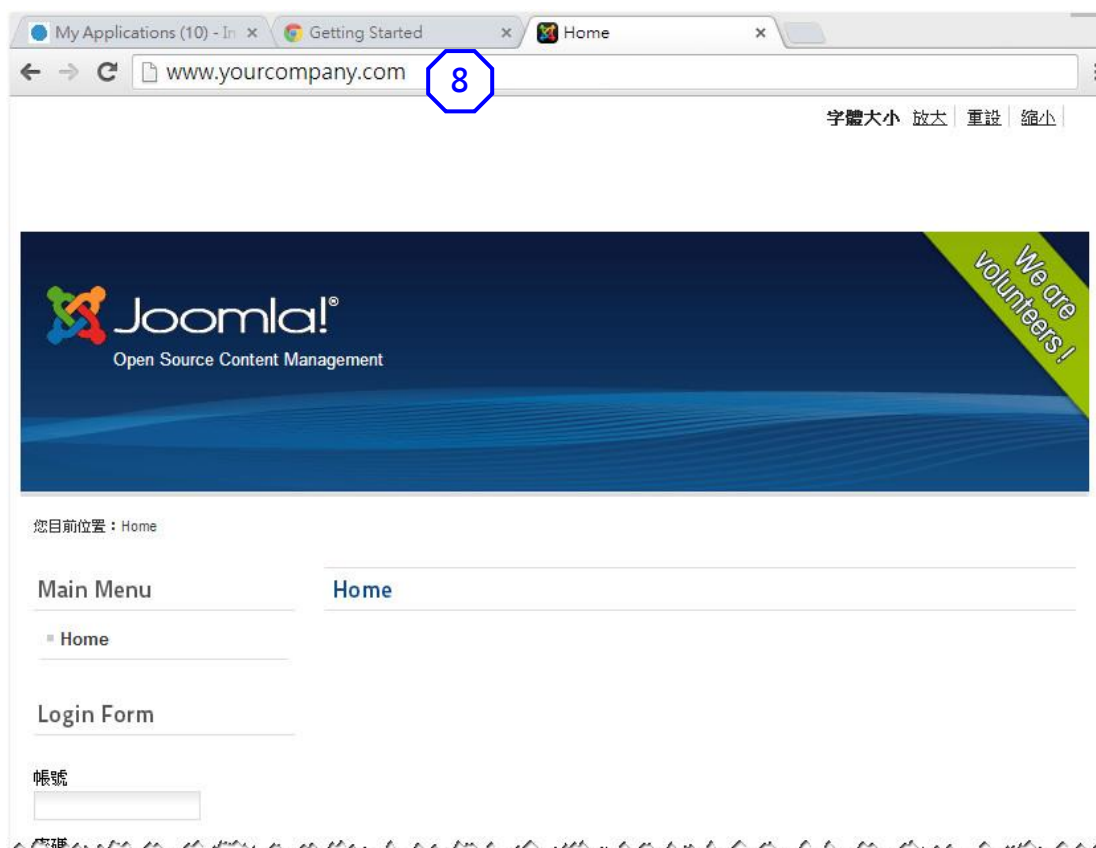 My Applications (10) - In
Getting Started
Home
www.yourcompany.com
8
字體大小 放大 重設 縮小
We are
volunteers!
Joomla!®
Open Source Content Management
您目前位置：Home
Main Menu
Home
Home
Login Form
帳號
密碼